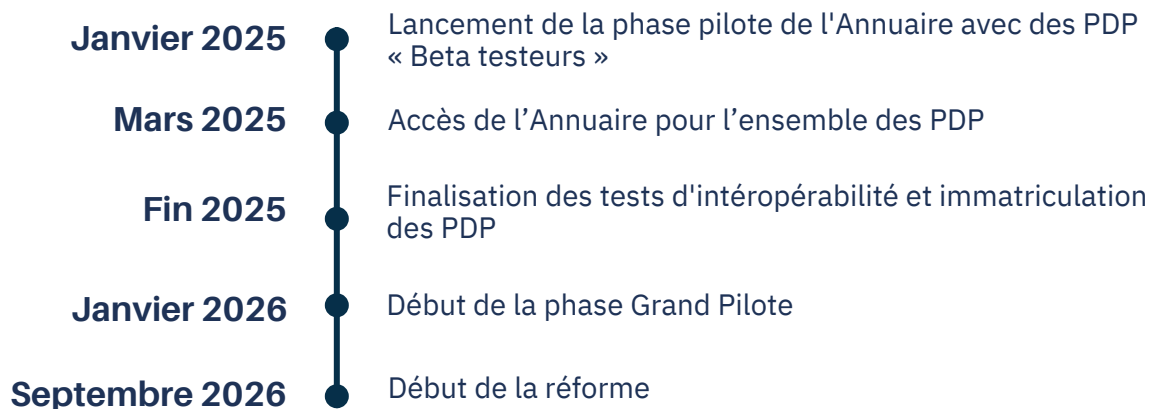 Janvier 2025
Lancement de la phase pilote de l'Annuaire avec des PDP
« Beta testeurs »
Mars 2025
Accès de l’Annuaire pour l’ensemble des PDP
Fin 2025
Finalisation des tests d'intéropérabilité et immatriculation
des PDP
Janvier 2026
Début de la phase Grand Pilote
Septembre 2026
Début de la réforme